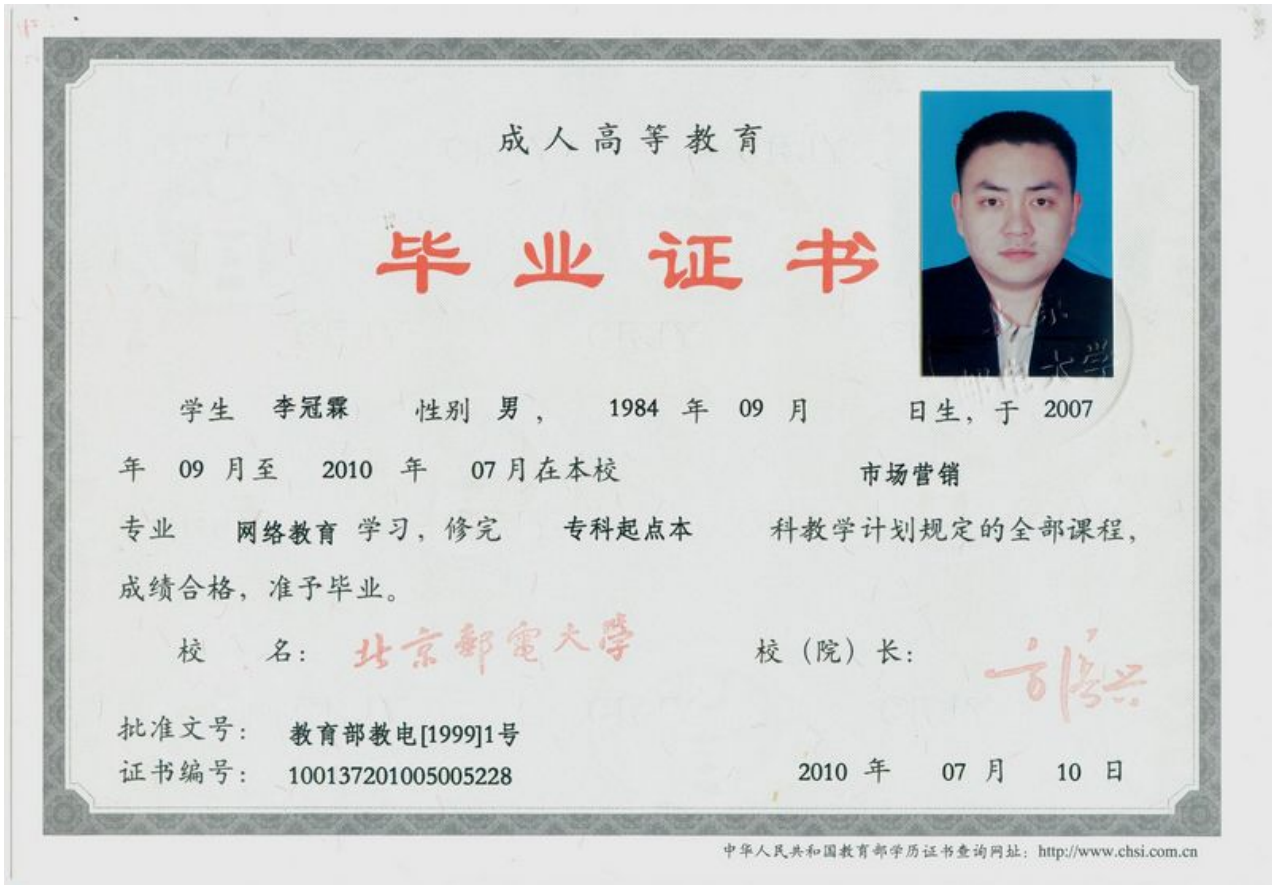 成人高等教育
毕业证书
学生 李冠霖 性别 男， 1984 年 09 月 日生，于 2007
年 09 月至 2010 年 07 月在本校 市场营销
专业 网络教育 学习，修完 专科起点本 科教学计划规定的全部课程，
成绩合格，准予毕业。
校 名： 北京郵電大學 校（院）长： 方滨兴
批准文号： 教育部教电[1999]1号
证书编号： 100137201005005228 2010 年 07 月 10 日
中华人民共和国教育部学历证书查询网址：http://www.chsi.com.cn